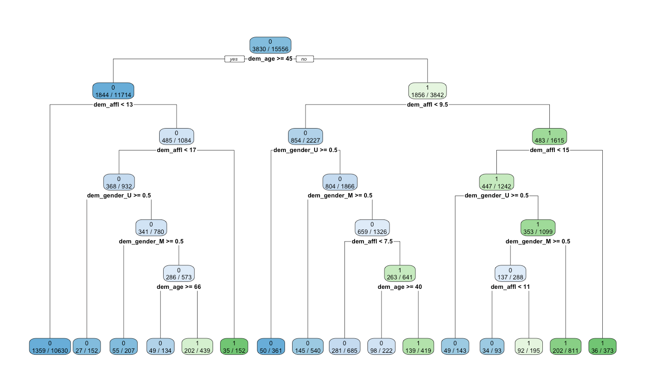 0
3830 / 15556
yes dem_age >= 45 no
0
1844 / 11714
1
1856 / 3842
dem_affl < 13
dem_affl < 9.5
0
485 / 1084
0
854 / 2227
1
483 / 1615
dem_affl < 17
dem_gender_U >= 0.5
dem_affl < 15
0
368 / 932
0
804 / 1866
1
447 / 1242
dem_gender_U >= 0.5
dem_gender_M >= 0.5
dem_gender_U >= 0.5
0
341 / 780
0
659 / 1326
1
353 / 1099
dem_gender_M >= 0.5
dem_affl < 7.5
dem_gender_M >= 0.5
0
286 / 573
1
263 / 641
0
137 / 288
dem_age >= 66
dem_age >= 40
dem_affl < 11
0 0 0 0 1 1 0 0 0 0 1 0 0 1 1 1
1359 / 10630 27 / 152 55 / 207 49 / 134 202 / 439 35 / 152 50 / 361 145 / 540 281 / 685 98 / 222 139 / 419 49 / 143 34 / 93 92 / 195 202 / 811 36 / 373